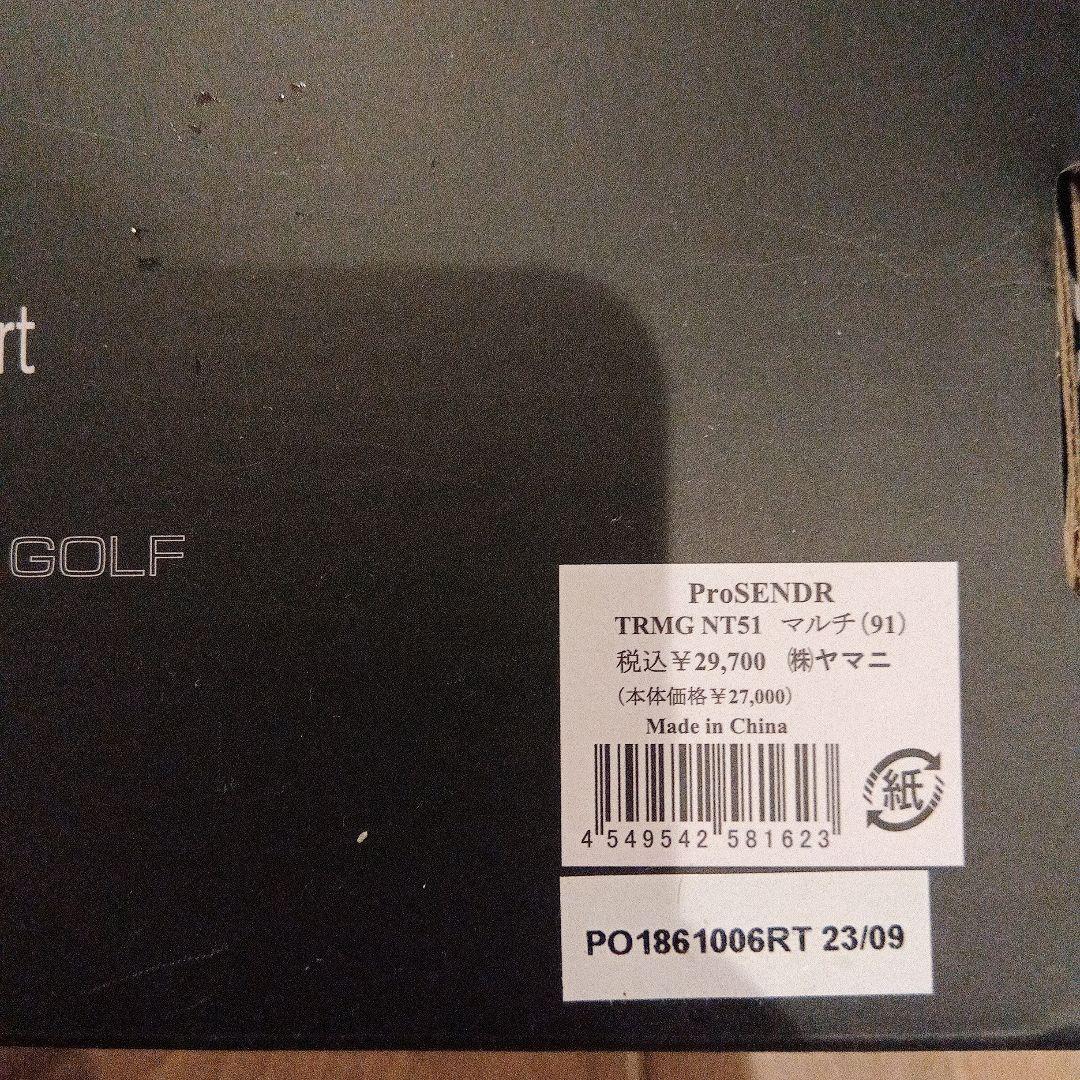 rt
GOLF
ProSENDR
TRMG NT51 マルチ(91)
税込￥29,700 ㈱ヤマニ
(本体価格￥27,000)
Made in China
紙
4 549542 581623
PO1861006RT 23/09